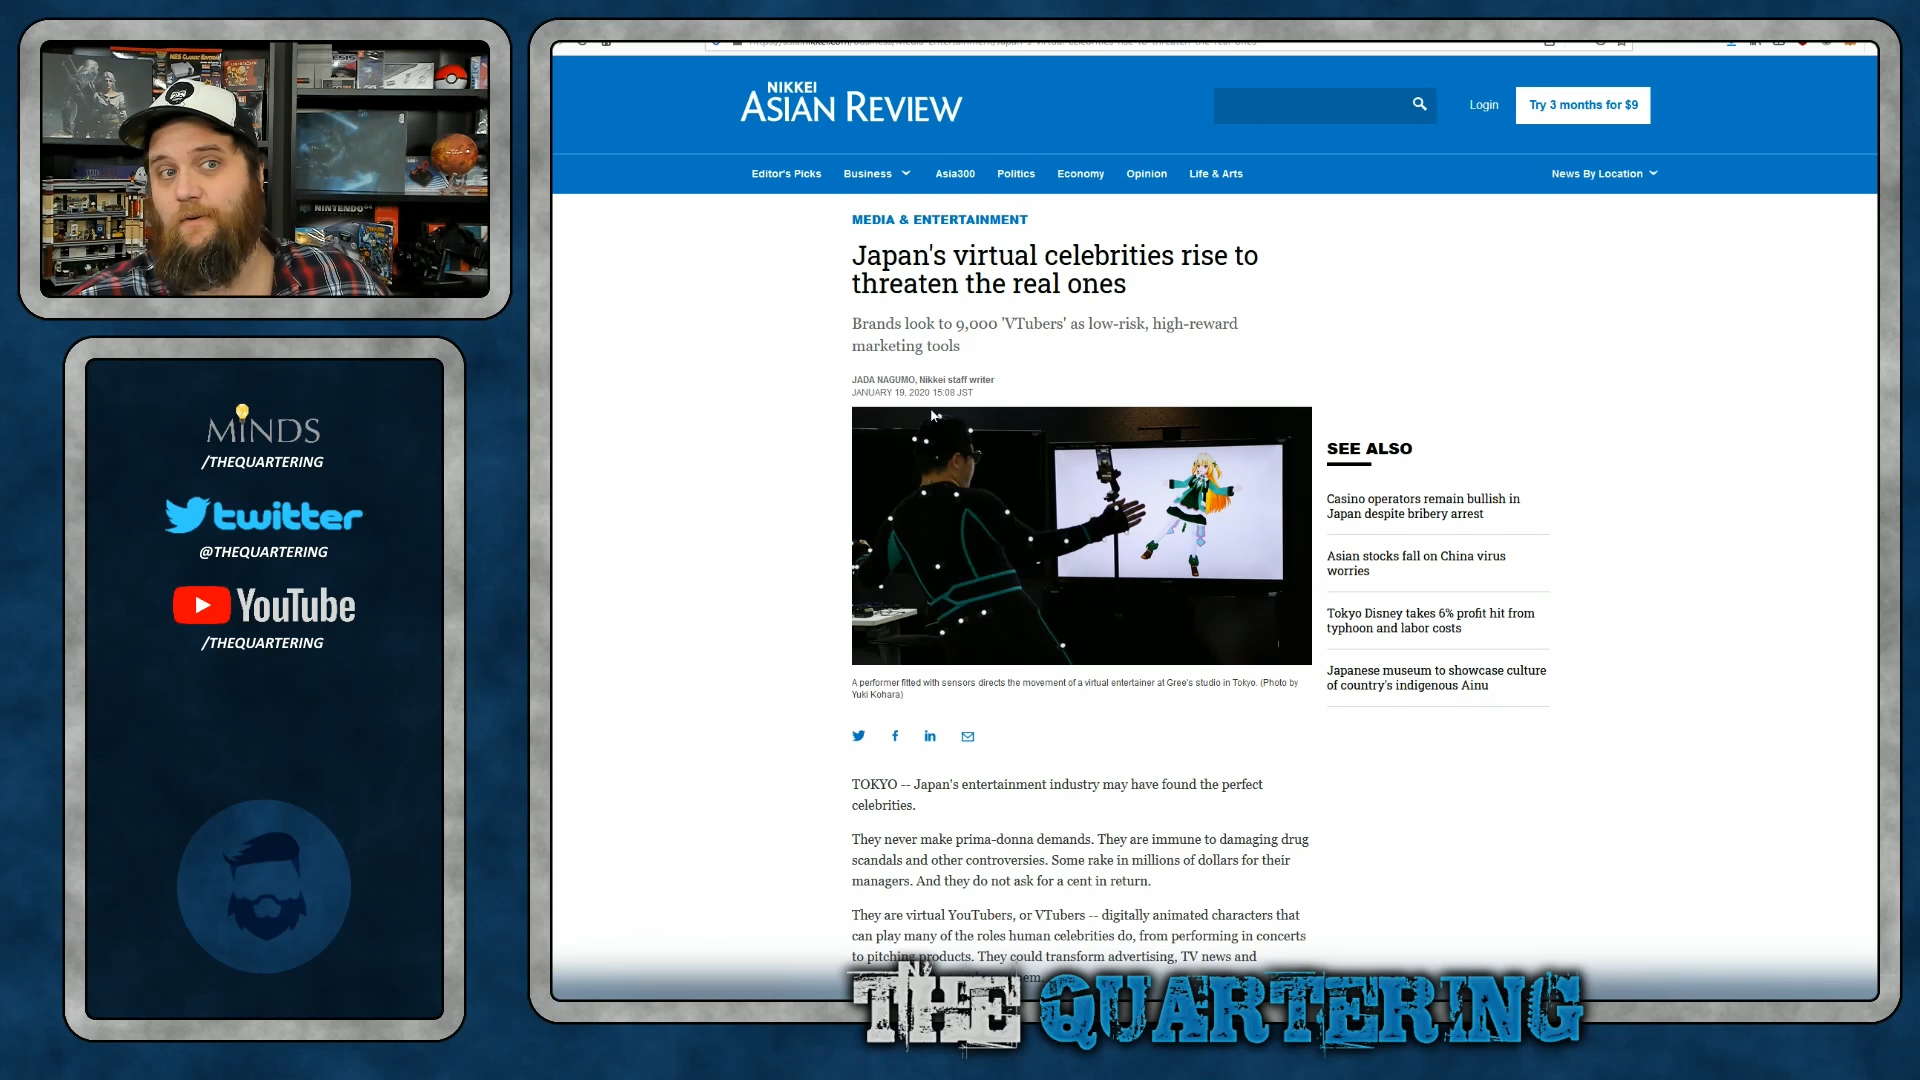 NES CLASSIC EDITION
NINTENDO 64
MINDS
/THEQUARTERING
twitter
@THEQUARTERING
YouTube
/THEQUARTERING
NIKKEI
ASIAN REVIEW
Login
Try 3 months for $9
Editor's Picks
Business
Asia300
Politics
Economy
Opinion
Life & Arts
News By Location
MEDIA & ENTERTAINMENT
Japan's virtual celebrities rise to
threaten the real ones
Brands look to 9,000 'VTubers' as low-risk, high-reward
marketing tools
JADA NAGUMO, Nikkei staff writer
JANUARY 19, 2020 15:08 JST
A performer fitted with sensors directs the movement of a virtual entertainer at Gree's studio in Tokyo. (Photo by
Yuki Kohara)
TOKYO -- Japan's entertainment industry may have found the perfect
celebrities.
They never make prima-donna demands. They are immune to damaging drug
scandals and other controversies. Some rake in millions of dollars for their
managers. And they do not ask for a cent in return.
They are virtual YouTubers, or VTubers -- digitally animated characters that
can play many of the roles human celebrities do, from performing in concerts
to pitching products. They could transform advertising, TV news and
SEE ALSO
Casino operators remain bullish in
Japan despite bribery arrest
Asian stocks fall on China virus
worries
Tokyo Disney takes 6% profit hit from
typhoon and labor costs
Japanese museum to showcase culture
of country's indigenous Ainu
THE QUARTERING